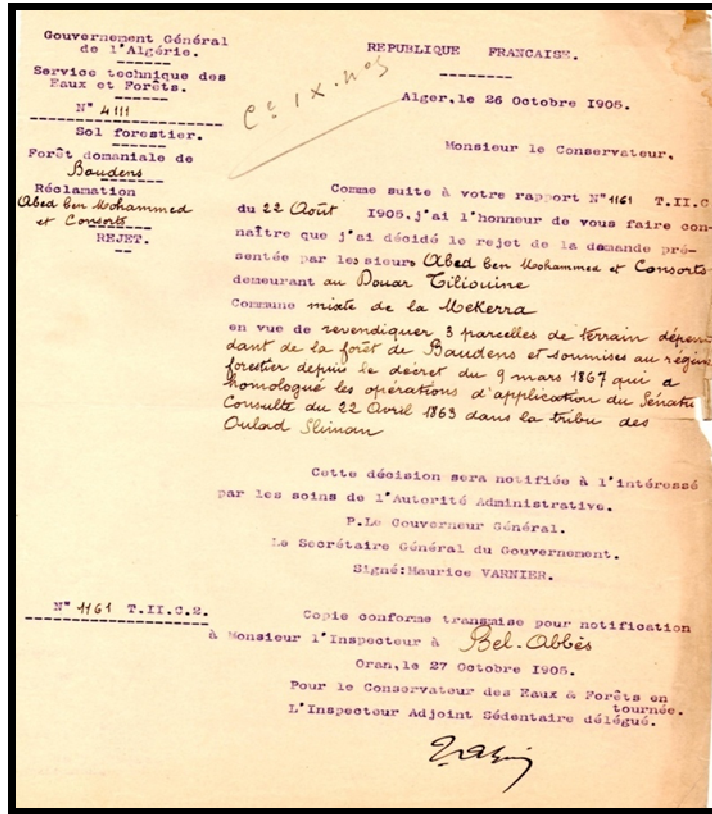 Gouvernement Général
de l'Algérie.
Service technique des
Eaux et Forêts.
N° 4111
Sol forestier.
Forêt domaniale de
Baudens
Réclamation
Abed ben Mohammed
et Consorts
REJET.
REPUBLIQUE FRANCAISE.
C° IX. n°5
Alger, le 26 Octobre 1905.
Monsieur le Conservateur,
Comme suite à votre rapport N° 1161 T.II.C
du 22 Août 1905, j'ai l'honneur de vous faire con-
naître que j'ai décidé le rejet de la demande pré-
sentée par les sieurs Abed ben Mohammed et Consorts
demeurant au Douar Tiliouine
Commune mixte de la Mekerra
en vue de revendiquer 3 parcelles de terrain dépen
dant de la forêt de Baudens et soumises au régime
forestier depuis le décret du 9 mars 1867 qui a
homologué les opérations d'application du Sénatu
Consulte du 22 Avril 1863 dans la tribu des
Oulad Sliman
Cette décision sera notifiée à l'intéressé
par les soins de l'Autorité Administrative.
P.Le Gouverneur Général.
Le Secrétaire Général du Gouvernement.
Signé:Maurice VARNIER.
N° 1161 T.II.C.2.
Copie conforme transmise pour notification
à Monsieur l'Inspecteur à Bel-Abbès
Oran, le 27 Octobre 1905.
Pour le Conservateur des Eaux & Forêts en
tournée.
L'Inspecteur Adjoint Sédentaire délégué.